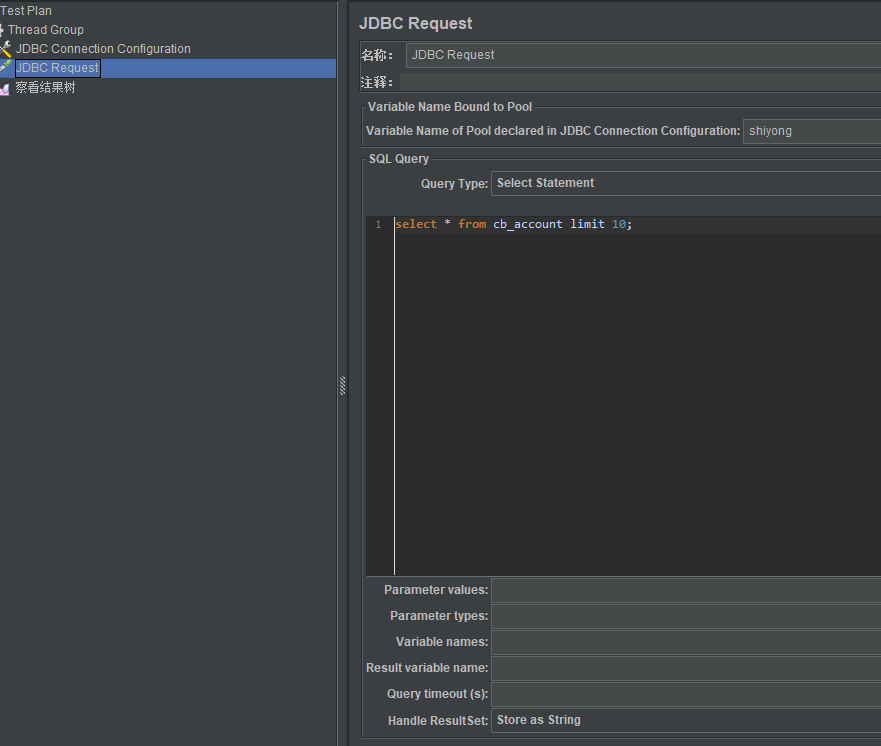 Test Plan
Thread Group
JDBC Connection Configuration
JDBC Request
察看结果树
JDBC Request
名称: JDBC Request
注释:
Variable Name Bound to Pool
Variable Name of Pool declared in JDBC Connection Configuration: shiyong
SQL Query
Query Type: Select Statement
1 select * from cb_account limit 10;
Parameter values:
Parameter types:
Variable names:
Result variable name:
Query timeout (s):
Handle ResultSet: Store as String